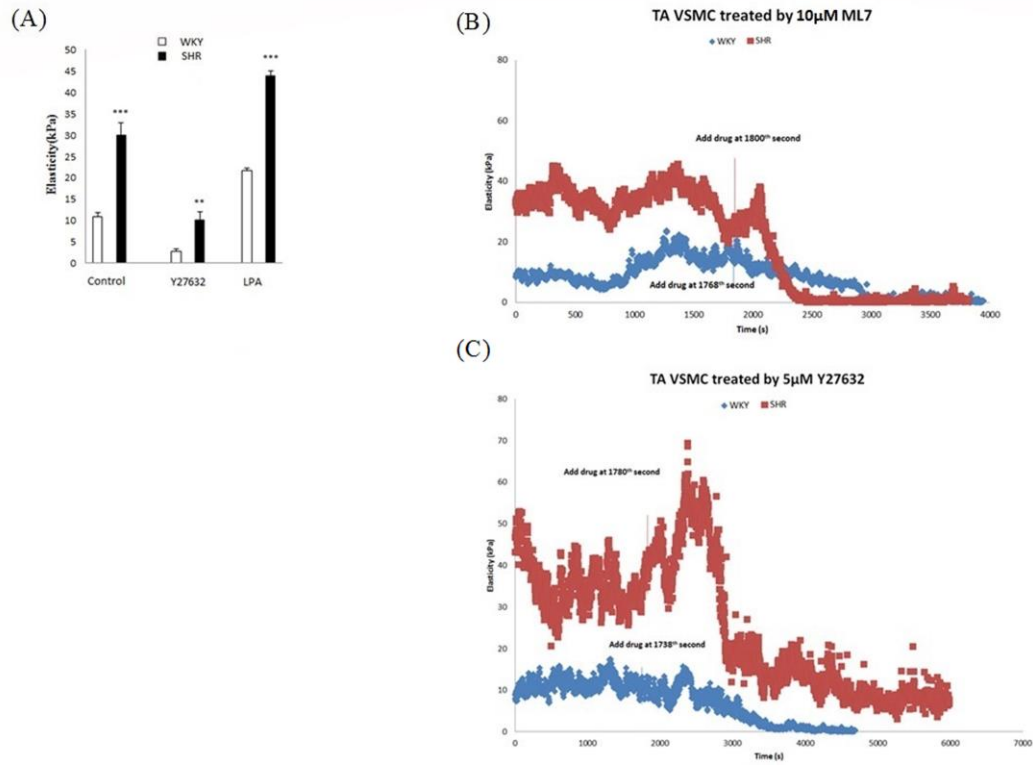 (A)
WKY
SHR
50
45
40
35
30
25
20
15
10
5
0
Elasticity(kPa)
***
**
***
Control
Y27632
LPA
(B)
TA VSMC treated by 10μM ML7
WKY SHR
80
60
40
20
0
Elasticity (kPa)
Add drug at 1800th second
Add drug at 1768th second
0 500 1000 1500 2000 2500 3000 3500 4000
Time (s)
(C)
TA VSMC treated by 5μM Y27632
WKY SHR
80
70
60
50
40
30
20
10
0
Elasticity (kPa)
Add drug at 1780th second
Add drug at 1738th second
0 1000 2000 3000 4000 5000 6000 7000
Time (s)